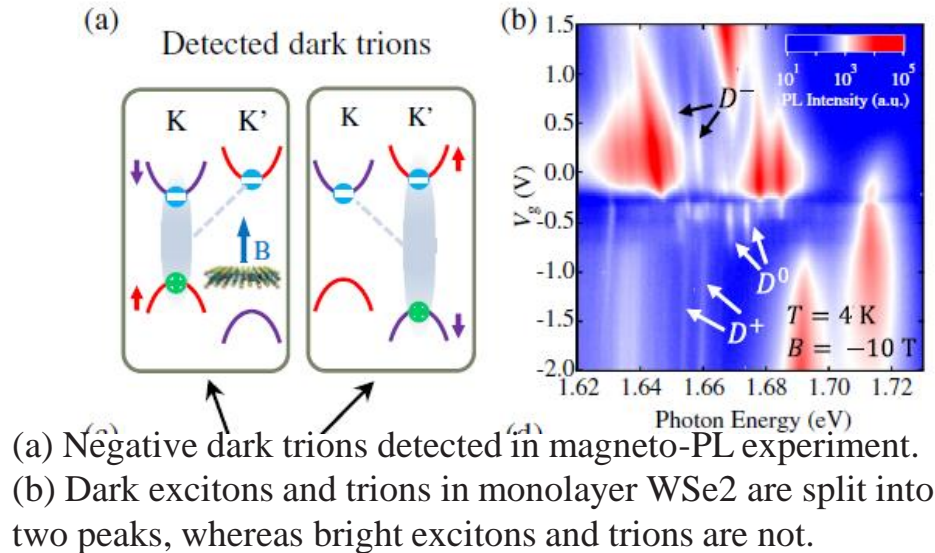 (a)
Detected dark trions
K K'
K K'
B
(b)
1.5
1.0
0.5
0.0
-0.5
-1.0
-1.5
-2.0
V_g (V)
10^1 10^3 10^5
PL Intensity (a.u.)
D^-
D^0
D^+
T = 4 K
B = −10 T
1.62 1.64 1.66 1.68 1.70 1.72
Photon Energy (eV)
(a) Negative dark trions detected in magneto-PL experiment.
(b) Dark excitons and trions in monolayer WSe2 are split into
two peaks, whereas bright excitons and trions are not.